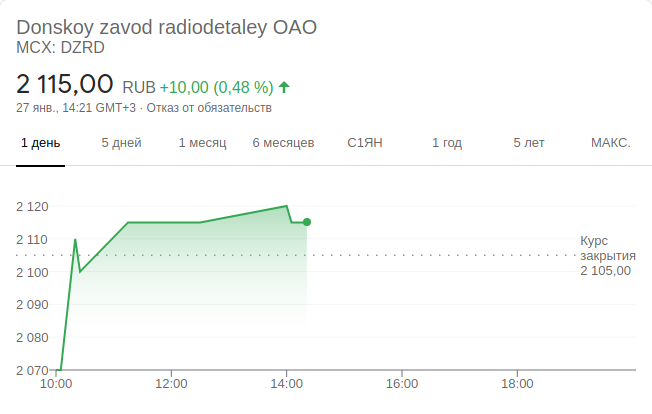 Donskoy zavod radiodetaley OAO
MCX: DZRD
2 115,00 RUB +10,00 (0,48 %)
27 янв., 14:21 GMT+3 · Отказ от обязательств
1 день 5 дней 1 месяц 6 месяцев С1ЯН 1 год 5 лет МАКС.
2 120
2 110
2 100
2 090
2 080
2 070
Курс
закрытия
2 105,00
10:00 12:00 14:00 16:00 18:00